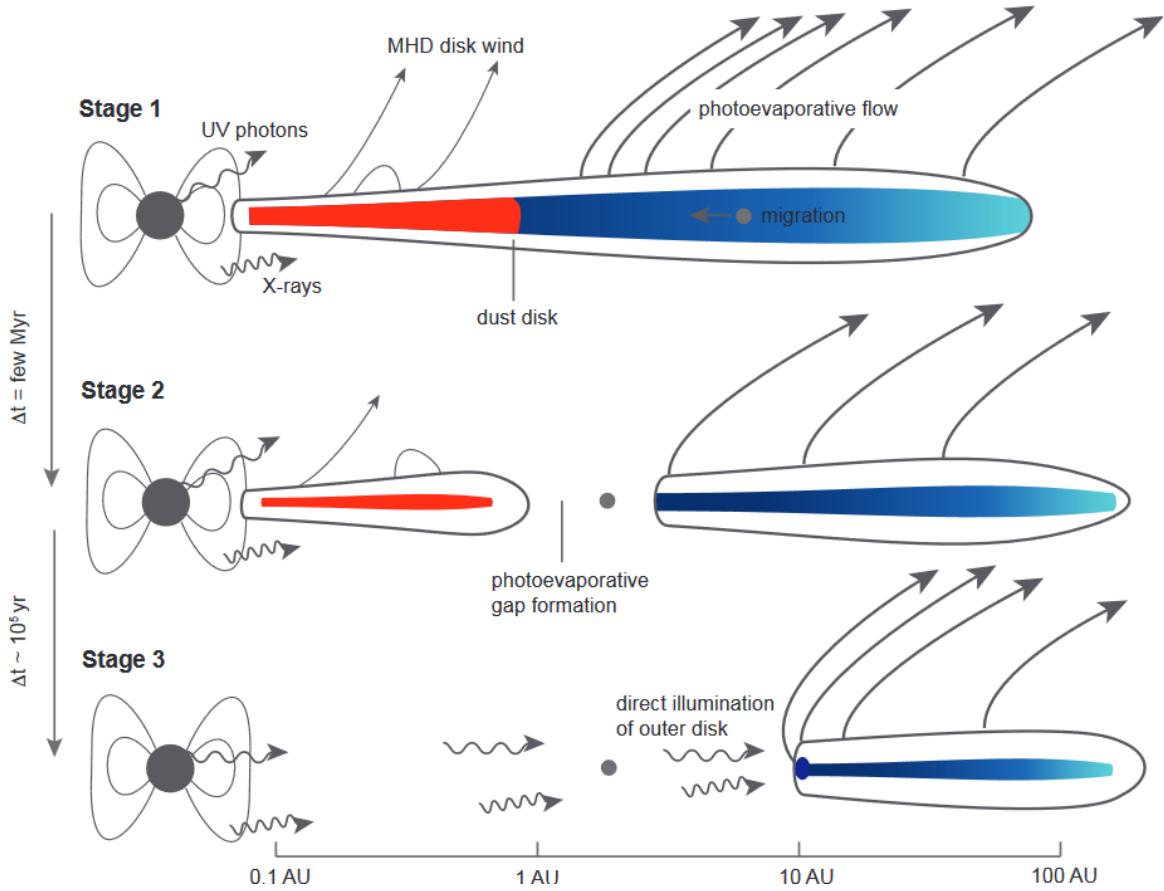 MHD disk wind
Stage 1
UV photons
photoevaporative flow
migration
X-rays
dust disk
Δt = few Myr
Stage 2
photoevaporative
gap formation
Δt ~ 10⁵ yr
Stage 3
direct illumination
of outer disk
0.1 AU
1 AU
10 AU
100 AU